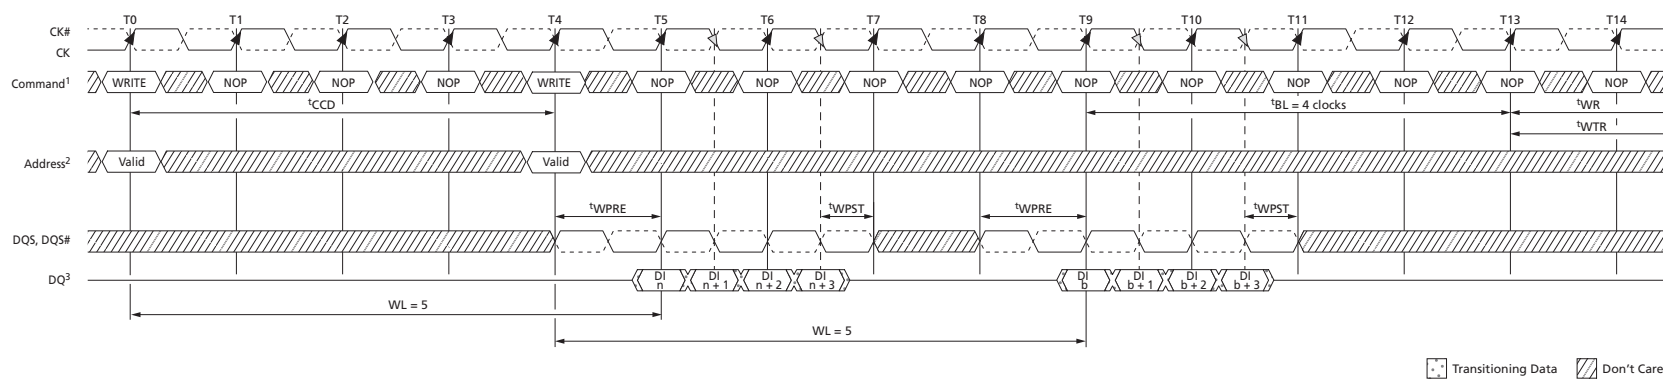 T0 T1 T2 T3 T4 T5 T6 T7 T8 T9 T10 T11 T12 T13 T14
CK#
CK
Command1 WRITE NOP NOP NOP WRITE NOP NOP NOP NOP NOP NOP NOP NOP NOP NOP
tCCD tBL = 4 clocks tWR
tWTR
Address2 Valid Valid
tWPRE tWPST tWPRE tWPST
DQS, DQS#
DQ3 DI n DI n + 1 DI n + 2 DI n + 3 DI b DI b + 1 DI b + 2 DI b + 3
WL = 5
WL = 5
Transitioning Data Don't Care